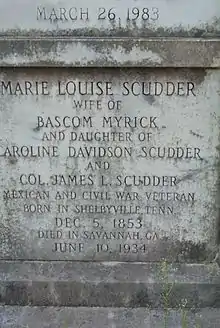 MARCH 26, 1983
MARIE LOUISE SCUDDER
WIFE OF
BASCOM MYRICK
AND DAUGHTER OF
AROLINE DAVIDSON SCUDDER
AND
COL. JAMES L. SCUDDER
MEXICAN AND CIVIL WAR VETERAN
BORN IN SHELBYVILLE, TENN.
DEC. 5, 1853
DIED IN SAVANNAH, GA.
JUNE 10, 1934